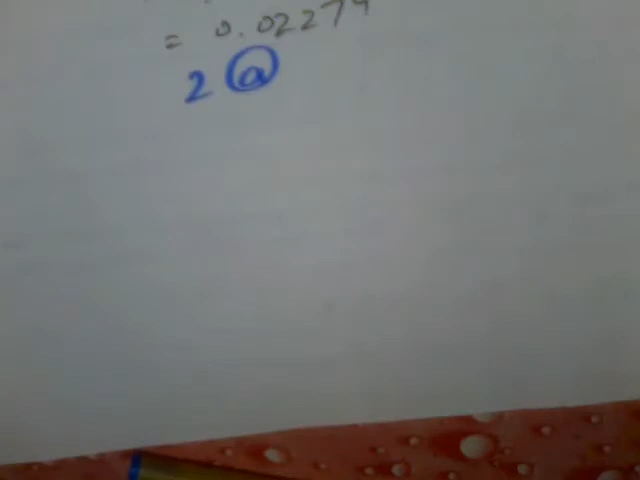 = 0.02279
2 ⓐ